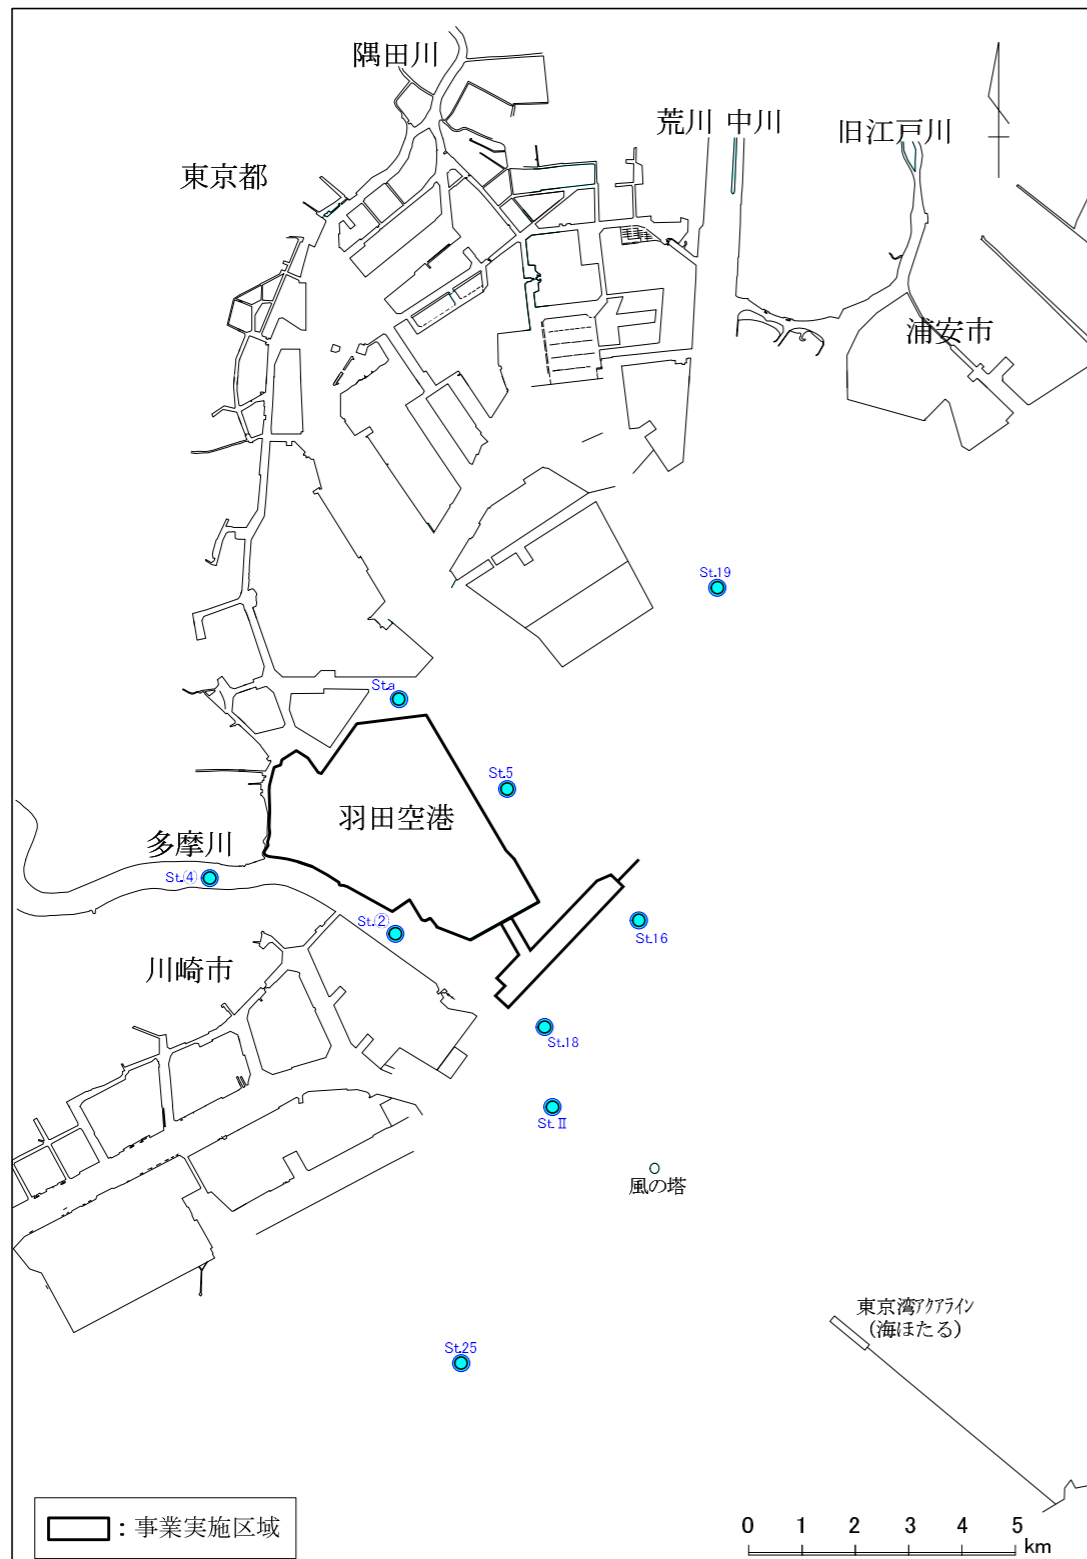 隅田川
荒川 中川
旧江戸川
東京都
浦安市
St.19
St.a
St.5
羽田空港
多摩川
St.④
St.②
St.16
川崎市
St.18
St.Ⅱ
風の塔
東京湾アクアライン
(海ほたる)
St.25
：事業実施区域
0 1 2 3 4 5
km